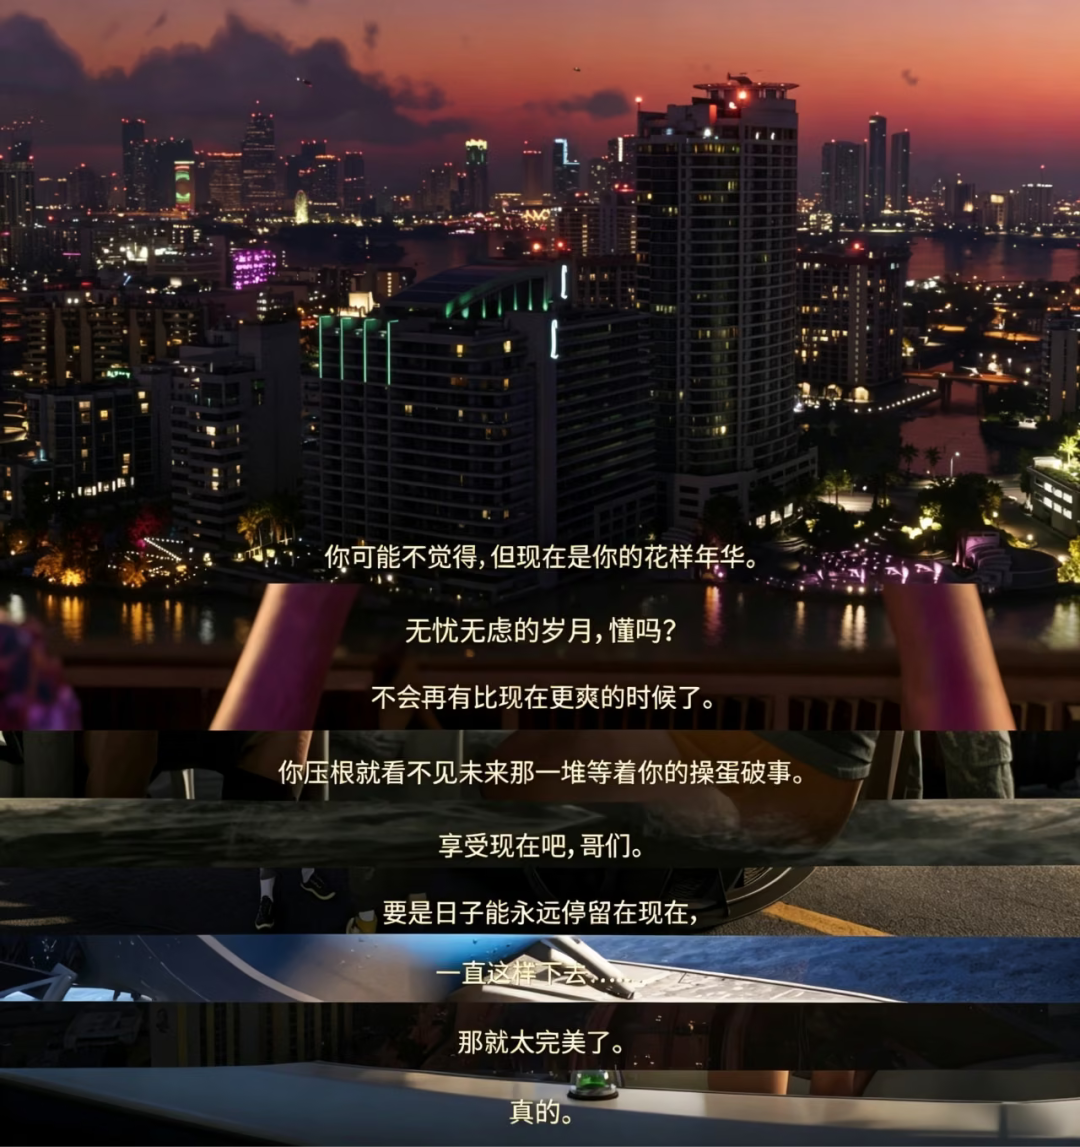 你可能不觉得，但现在是你的花样年华。
无忧无虑的岁月，懂吗？
不会再有比现在更爽的时候了。
你压根就看不见未来那一堆等着你的操蛋破事。
享受现在吧，哥们。
要是日子能永远停留在现在，
一直这样下去……
那就太完美了。
真的。